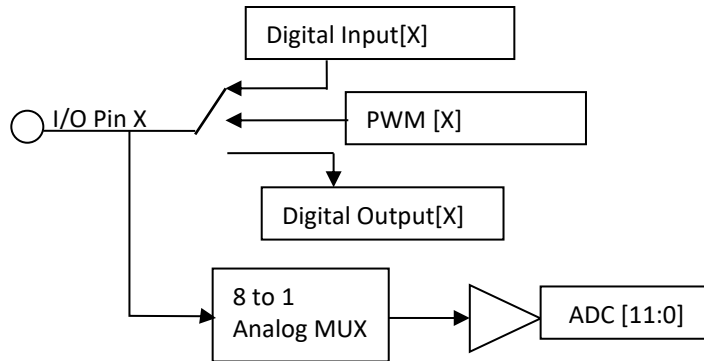 Digital Input[X]
I/O Pin X
PWM [X]
Digital Output[X]
8 to 1
Analog MUX
ADC [11:0]